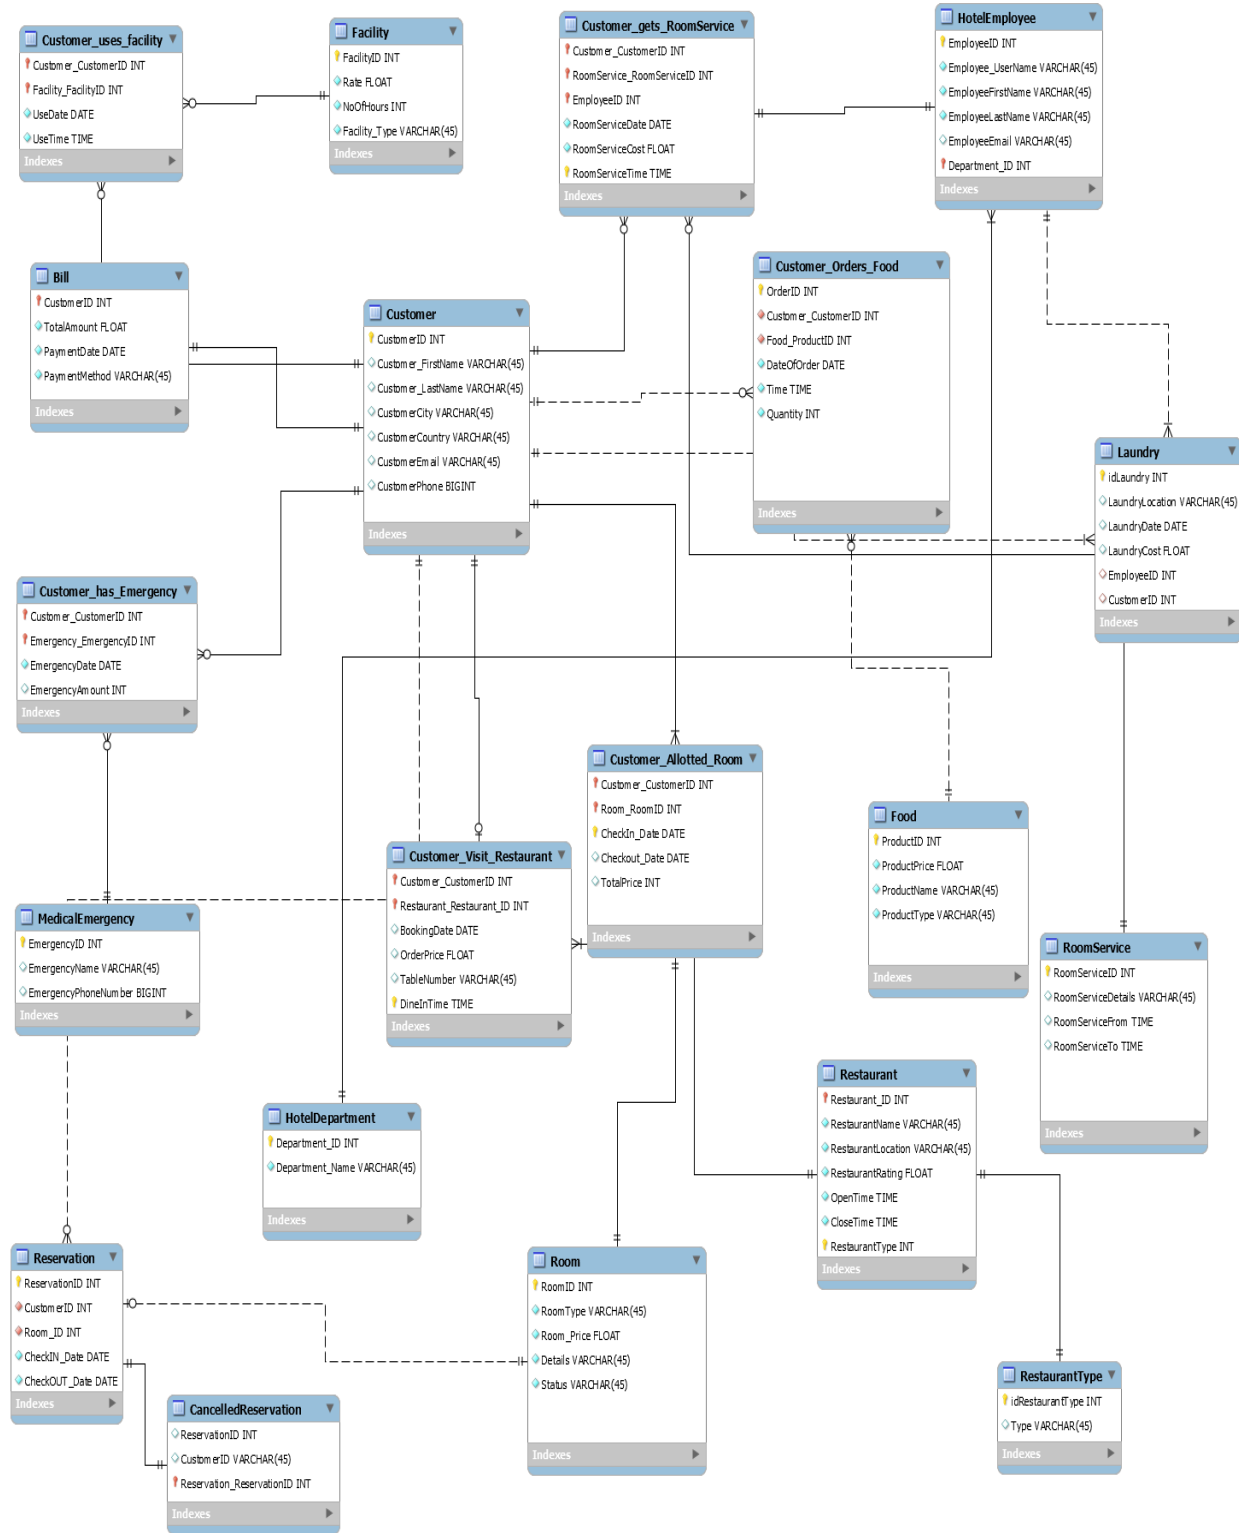 Customer_uses_facility
Customer_CustomerID INT
Facility_FacilityID INT
UseDate DATE
UseTime TIME
Indexes
Facility
FacilityID INT
Rate FLOAT
NoOfHours INT
Facility_Type VARCHAR(45)
Indexes
Customer_gets_RoomService
Customer_CustomerID INT
RoomService_RoomServiceID INT
EmployeeID INT
RoomServiceDate DATE
RoomServiceCost FLOAT
RoomServiceTime TIME
Indexes
HotelEmployee
EmployeeID INT
Employee_UserName VARCHAR(45)
EmployeeFirstName VARCHAR(45)
EmployeeLastName VARCHAR(45)
EmployeeEmail VARCHAR(45)
Department_ID INT
Indexes
Bill
CustomerID INT
TotalAmount FLOAT
PaymentDate DATE
PaymentMethod VARCHAR(45)
Indexes
Customer
CustomerID INT
Customer_FirstName VARCHAR(45)
Customer_LastName VARCHAR(45)
CustomerCity VARCHAR(45)
CustomerCountry VARCHAR(45)
CustomerEmail VARCHAR(45)
CustomerPhone BIGINT
Indexes
Customer_Orders_Food
OrderID INT
Customer_CustomerID INT
Food_ProductID INT
DateOfOrder DATE
Time TIME
Quantity INT
Indexes
Laundry
idLaundry INT
LaundryLocation VARCHAR(45)
LaundryDate DATE
LaundryCost FLOAT
EmployeeID INT
CustomerID INT
Indexes
Customer_has_Emergency
Customer_CustomerID INT
Emergency_EmergencyID INT
EmergencyDate DATE
EmergencyAmount INT
Indexes
Customer_Allotted_Room
Customer_CustomerID INT
Room_RoomID INT
CheckIn_Date DATE
Checkout_Date DATE
TotalPrice INT
Indexes
Food
ProductID INT
ProductPrice FLOAT
ProductName VARCHAR(45)
ProductType VARCHAR(45)
Indexes
Customer_Visit_Restaurant
Customer_CustomerID INT
Restaurant_Restaurant_ID INT
BookingDate DATE
OrderPrice FLOAT
TableNumber VARCHAR(45)
DineInTime TIME
Indexes
MedicalEmergency
EmergencyID INT
EmergencyName VARCHAR(45)
EmergencyPhoneNumber BIGINT
Indexes
RoomService
RoomServiceID INT
RoomServiceDetails VARCHAR(45)
RoomServiceFrom TIME
RoomServiceTo TIME
Indexes
HotelDepartment
Department_ID INT
Department_Name VARCHAR(45)
Indexes
Restaurant
Restaurant_ID INT
RestaurantName VARCHAR(45)
RestaurantLocation VARCHAR(45)
RestaurantRating FLOAT
OpenTime TIME
CloseTime TIME
RestaurantType INT
Indexes
Reservation
ReservationID INT
CustomerID INT
Room_ID INT
CheckIN_Date DATE
CheckOUT_Date DATE
Indexes
Room
RoomID INT
RoomType VARCHAR(45)
Room_Price FLOAT
Details VARCHAR(45)
Status VARCHAR(45)
Indexes
RestaurantType
idRestaurantType INT
Type VARCHAR(45)
Indexes
CancelledReservation
ReservationID INT
CustomerID VARCHAR(45)
Reservation_ReservationID INT
Indexes